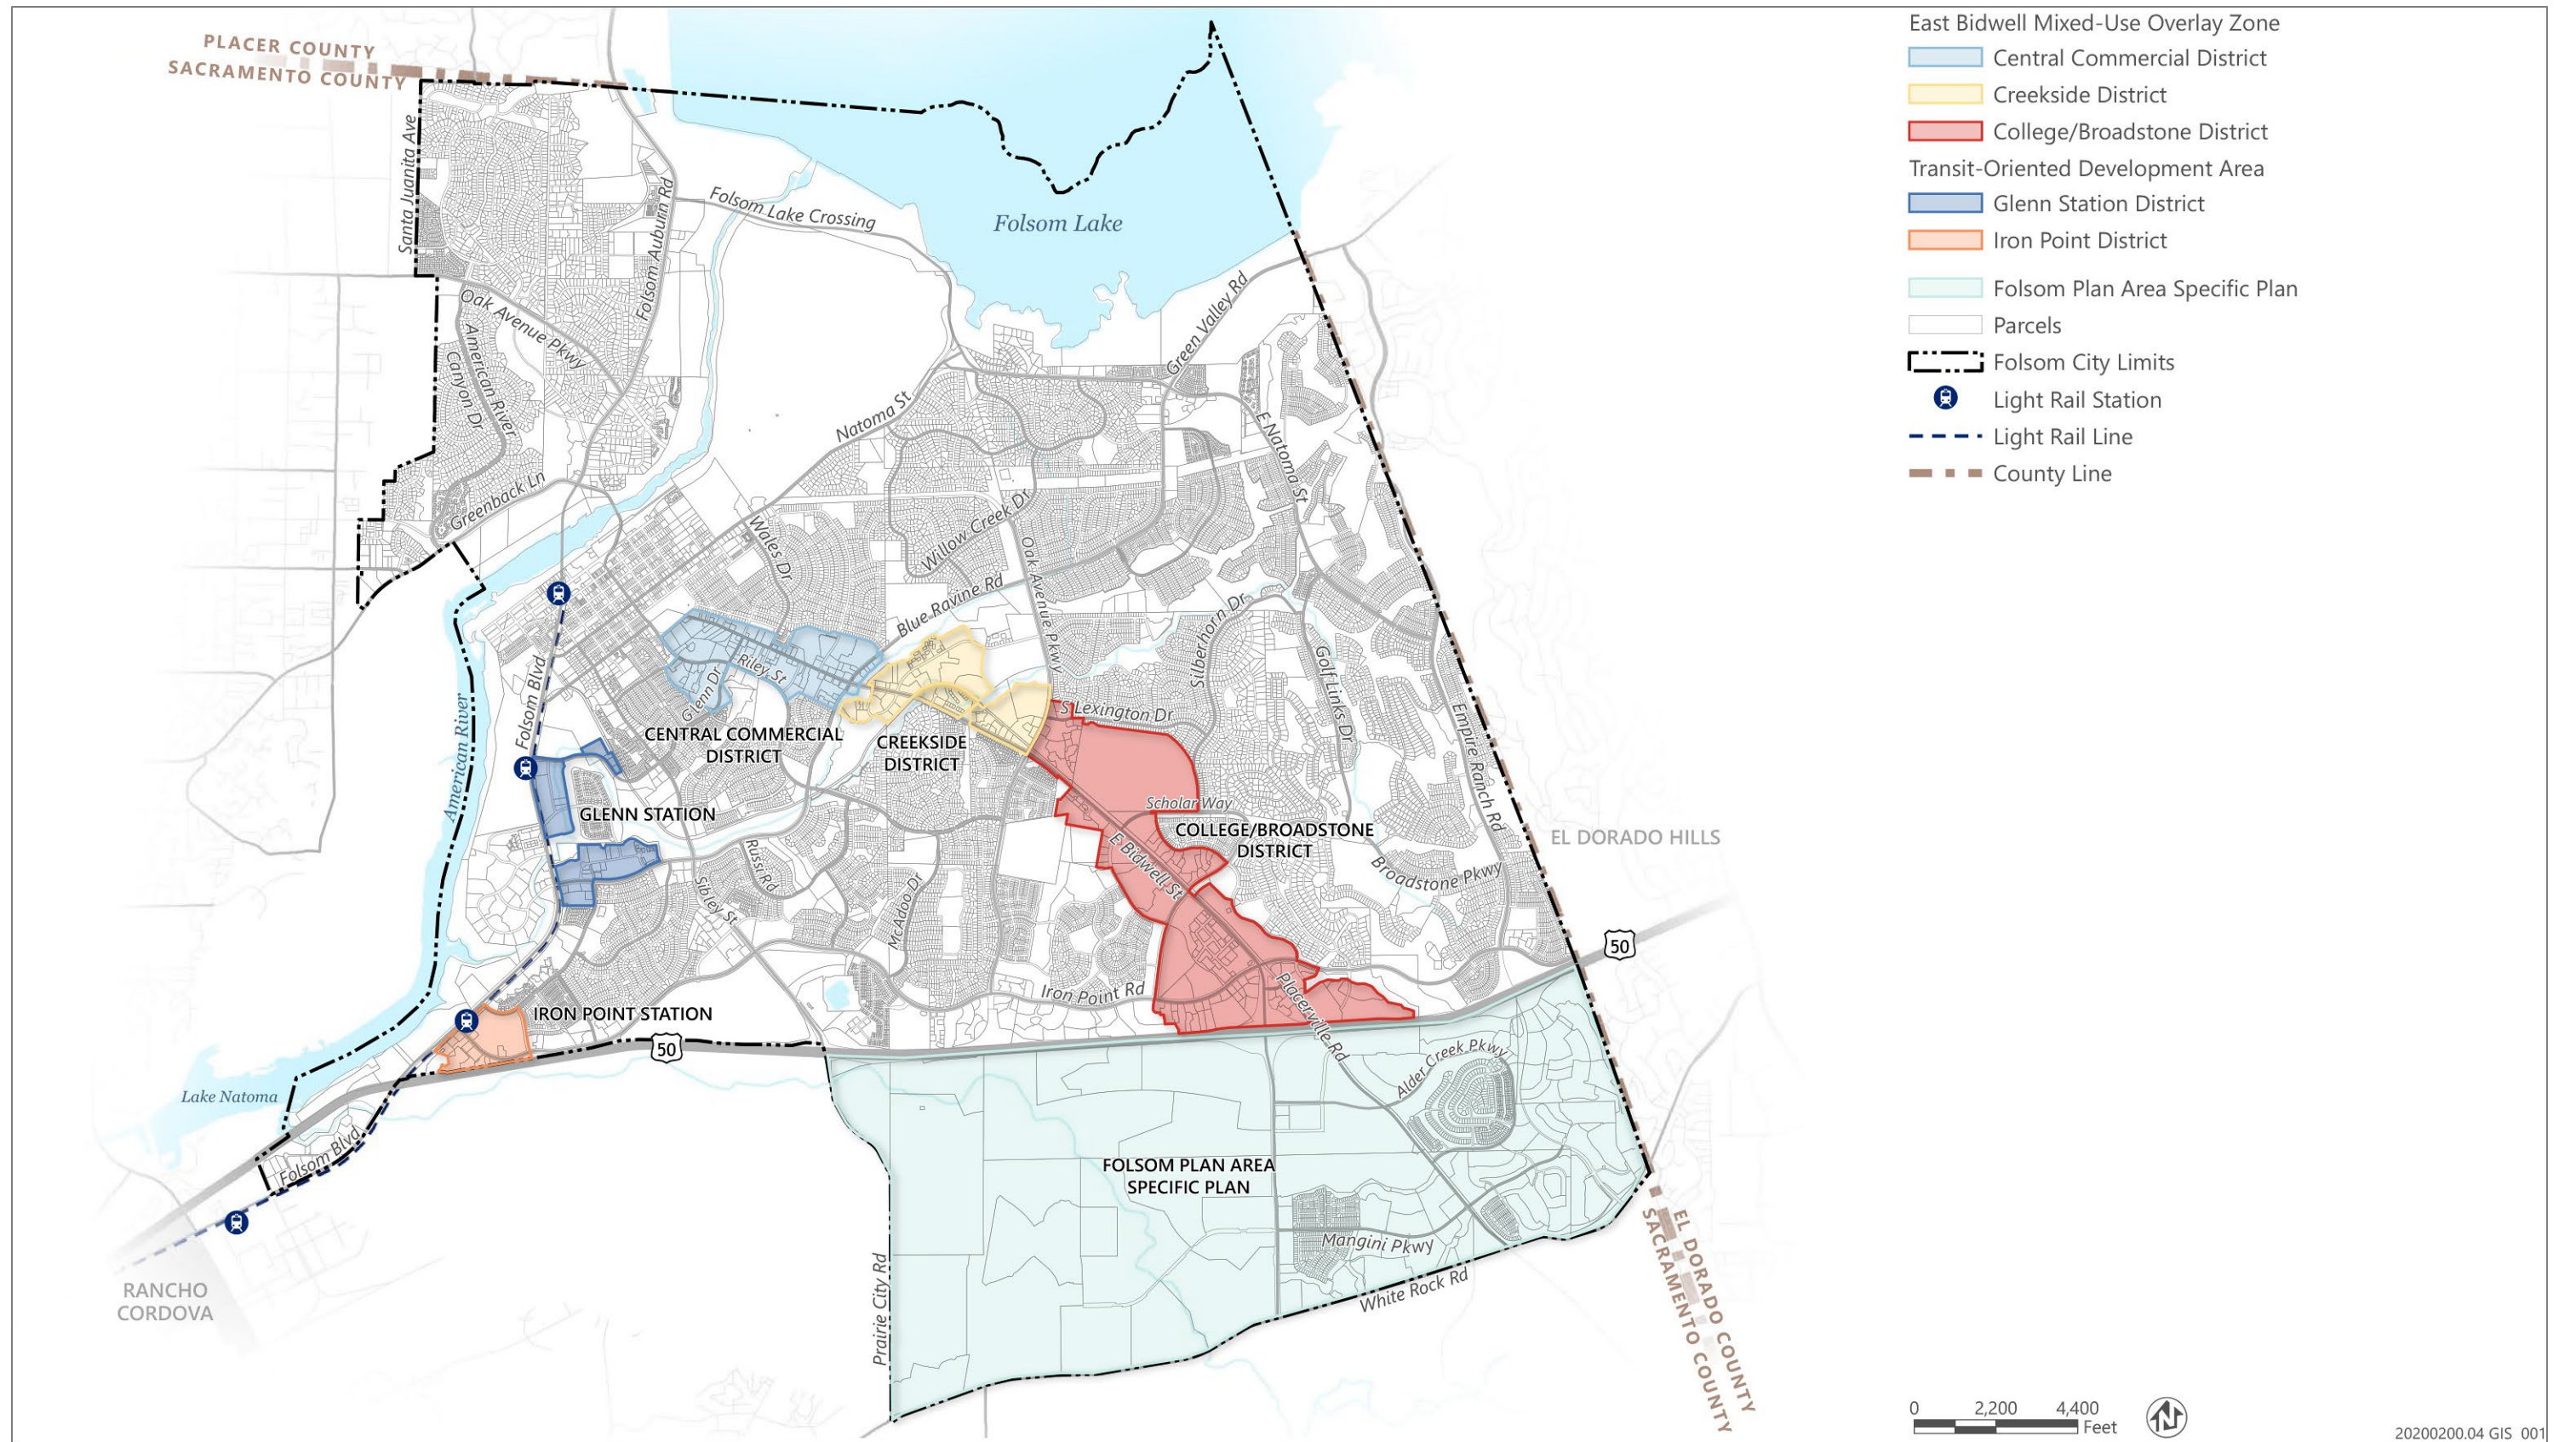 PLACER COUNTY
SACRAMENTO COUNTY
Santa Juanita Ave
Folsom Auburn Rd
Folsom Lake Crossing
Folsom Lake
Green Valley Rd
Oak Avenue Pkwy
American River
Canyon Dr
Natoma St
E Natoma St
Greenback Ln
Wales Dr
Willow Creek Dr
Oak Avenue Pkwy
Blue Ravine Rd
Silberhorn Dr
Golf Links Dr
Empire Ranch Rd
Folsom Blvd
American River
Riley St
Glenn Dr
S Lexington Dr
CENTRAL COMMERCIAL
DISTRICT
CREEKSIDE
DISTRICT
GLENN STATION
Scholar Way
COLLEGE/BROADSTONE
DISTRICT
EL DORADO HILLS
E Bidwell St
Broadstone Pkwy
Russi Rd
Sibley St
McAdoo Dr
50
Iron Point Rd
Placerville Rd
IRON POINT STATION
50
Alder Creek Pkwy
Lake Natoma
Folsom Blvd
FOLSOM PLAN AREA
SPECIFIC PLAN
Mangini Pkwy
White Rock Rd
Prairie City Rd
RANCHO
CORDOVA
EL DORADO COUNTY
SACRAMENTO COUNTY
East Bidwell Mixed-Use Overlay Zone
Central Commercial District
Creekside District
College/Broadstone District
Transit-Oriented Development Area
Glenn Station District
Iron Point District
Folsom Plan Area Specific Plan
Parcels
Folsom City Limits
Light Rail Station
Light Rail Line
County Line
0 2,200 4,400
Feet
N
20200200.04 GIS 001